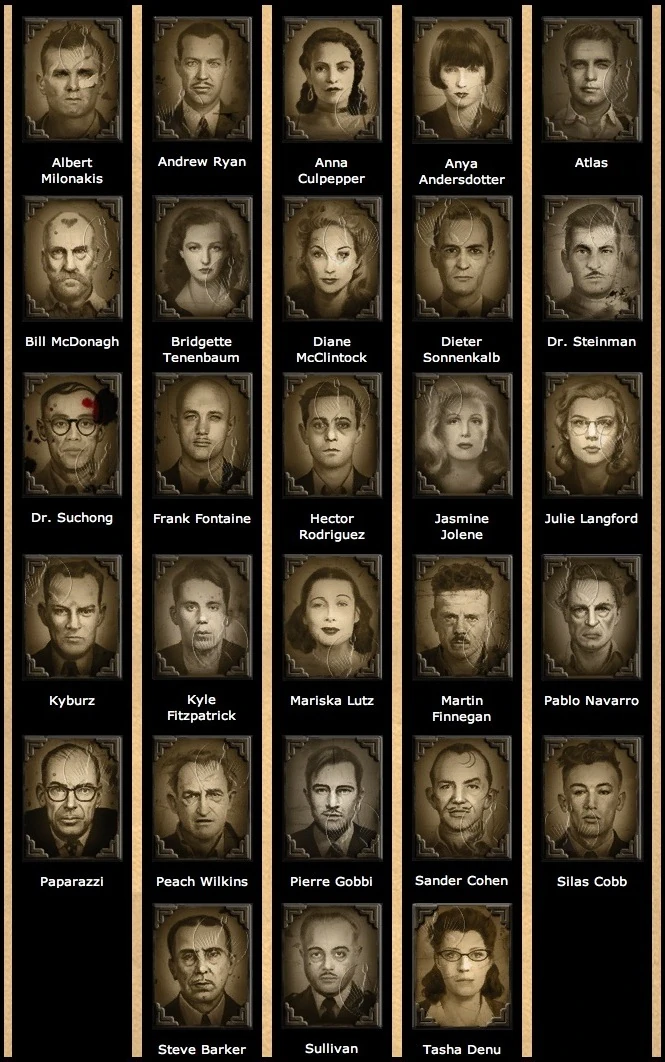 Albert
Milonakis
Andrew Ryan
Anna
Culpepper
Anya
Andersdotter
Atlas
Bill McDonagh
Bridgette
Tenenbaum
Diane
McClintock
Dieter
Sonnenkalb
Dr. Steinman
Dr. Suchong
Frank Fontaine
Hector
Rodriguez
Jasmine
Jolene
Julie Langford
Kyburz
Kyle
Fitzpatrick
Mariska Lutz
Martin
Finnegan
Pablo Navarro
Paparazzi
Peach Wilkins
Pierre Gobbi
Sander Cohen
Silas Cobb
Steve Barker
Sullivan
Tasha Denu